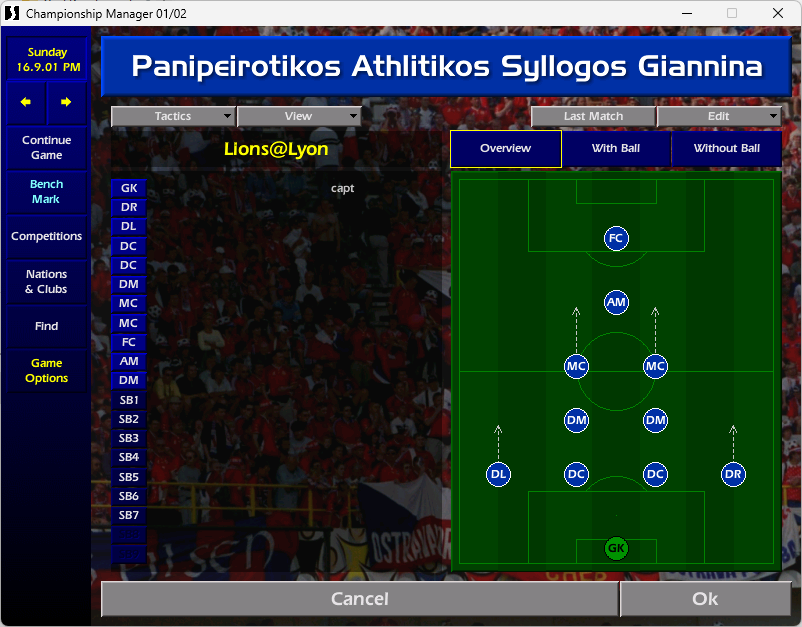 Championship Manager 01/02
Sunday
16.9.01 PM
Panipeirotikos Athlitikos Syllogos Giannina
Continue
Game
Bench
Mark
Competitions
Nations
& Clubs
Find
Game
Options
Tactics
View
Last Match
Edit
Lions@Lyon
Overview
With Ball
Without Ball
GK capt
DR
DL
DC
DC
DM
MC
MC
FC
AM
DM
SB1
SB2
SB3
SB4
SB5
SB6
SB7
FC
AM
MC MC
DM DM
DL DC DC DR
GK
Cancel
Ok